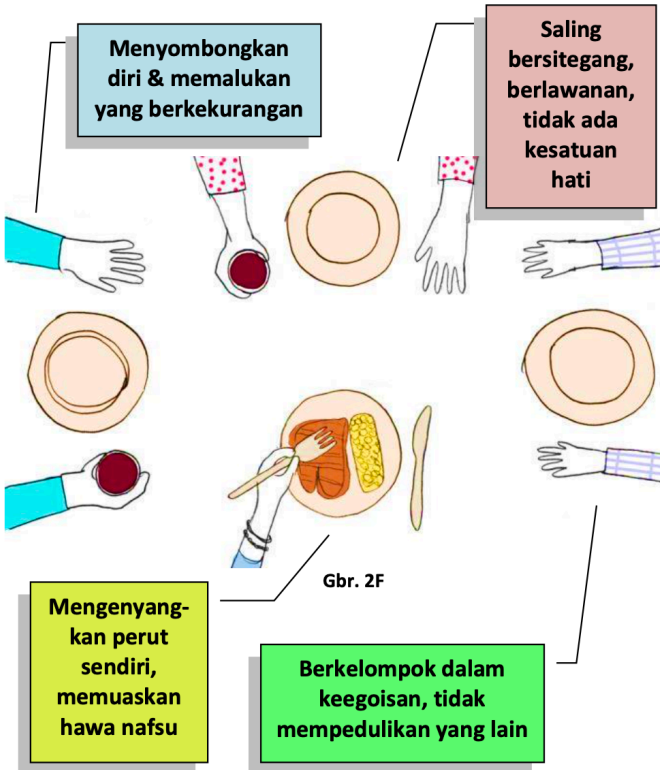 Menyombongkan
diri & memalukan
yang berkekurangan
Saling
bersitegang,
berlawanan,
tidak ada
kesatuan
hati
Gbr. 2F
Mengenyang-
kan perut
sendiri,
memuaskan
hawa nafsu
Berkelompok dalam
keegoisan, tidak
mempedulikan yang lain